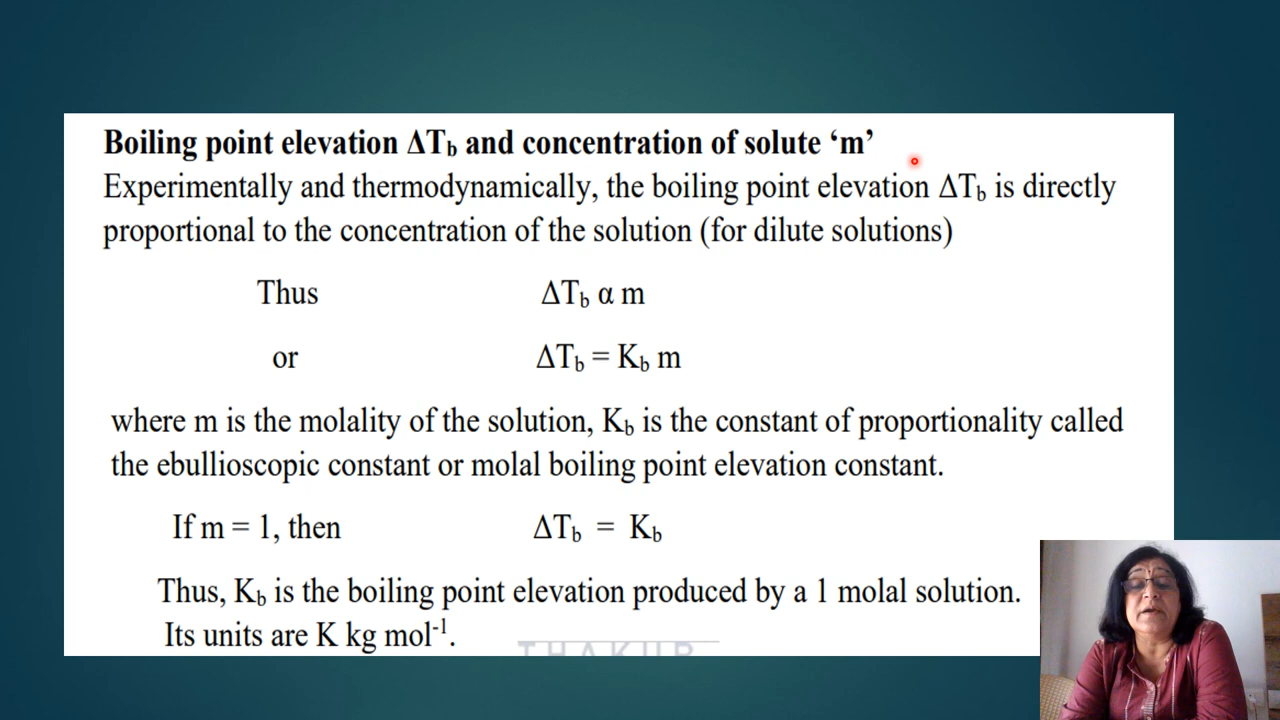 Boiling point elevation ΔTb and concentration of solute ‘m’
Experimentally and thermodynamically, the boiling point elevation ΔTb is directly
proportional to the concentration of the solution (for dilute solutions)
Thus ΔTb α m
or ΔTb = Kb m
where m is the molality of the solution, Kb is the constant of proportionality called
the ebullioscopic constant or molal boiling point elevation constant.
If m = 1, then ΔTb = Kb
Thus, Kb is the boiling point elevation produced by a 1 molal solution.
Its units are K kg mol-1.
THAKUR